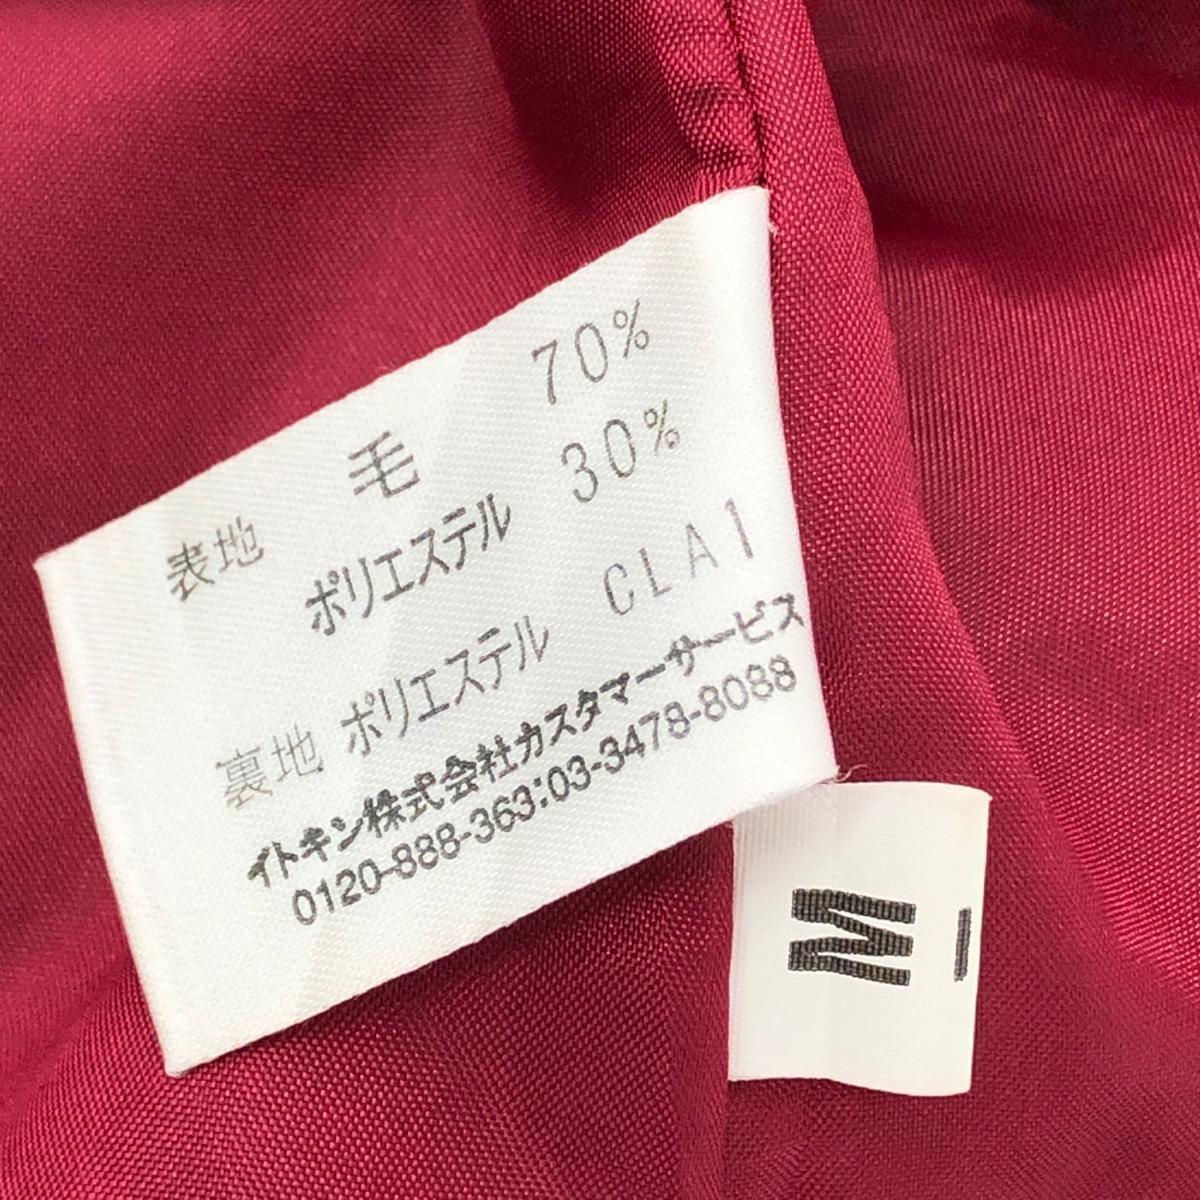 表地 毛 70%
ポリエステル 30%
裏地 ポリエステル CLA1
イトキン株式会社カスタマーサービス
0120-888-363:03-3478-8088
M